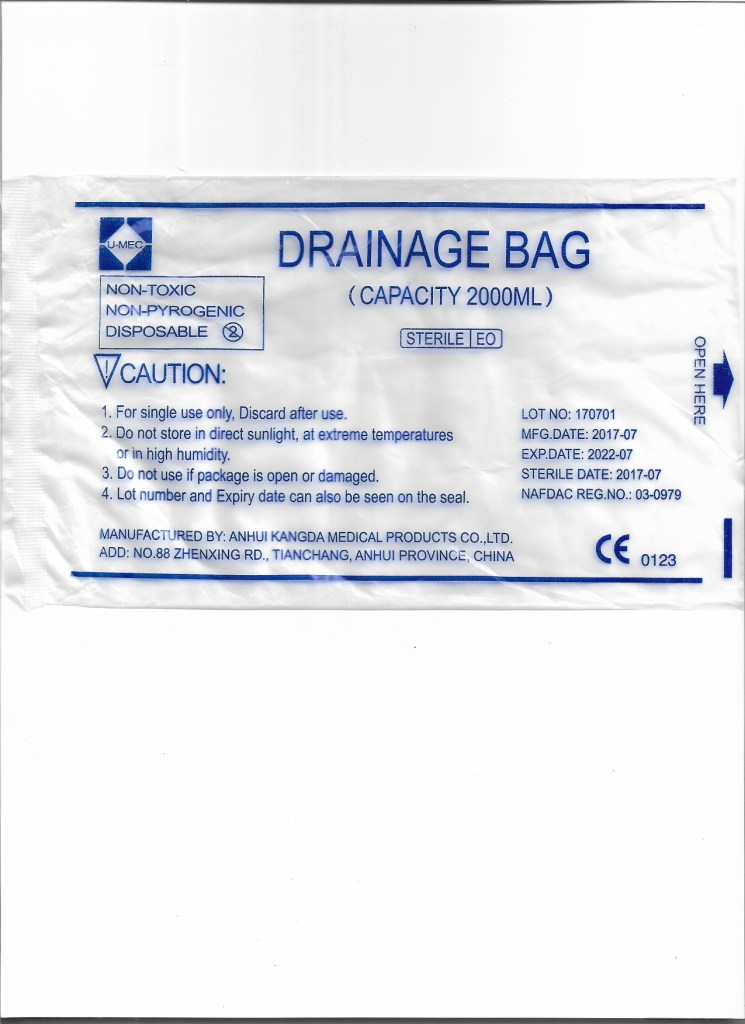 U-MEC
DRAINAGE BAG
(CAPACITY 2000ML)
NON-TOXIC
NON-PYROGENIC
DISPOSABLE 2
STERILE EO
OPEN HERE
! CAUTION:
1. For single use only, Discard after use.
2. Do not store in direct sunlight, at extreme temperatures
or in high humidity.
3. Do not use if package is open or damaged.
4. Lot number and Expiry date can also be seen on the seal.
LOT NO: 170701
MFG.DATE: 2017-07
EXP.DATE: 2022-07
STERILE DATE: 2017-07
NAFDAC REG.NO.: 03-0979
MANUFACTURED BY: ANHUI KANGDA MEDICAL PRODUCTS CO.,LTD.
ADD: NO.88 ZHENXING RD., TIANCHANG, ANHUI PROVINCE, CHINA
CE 0123